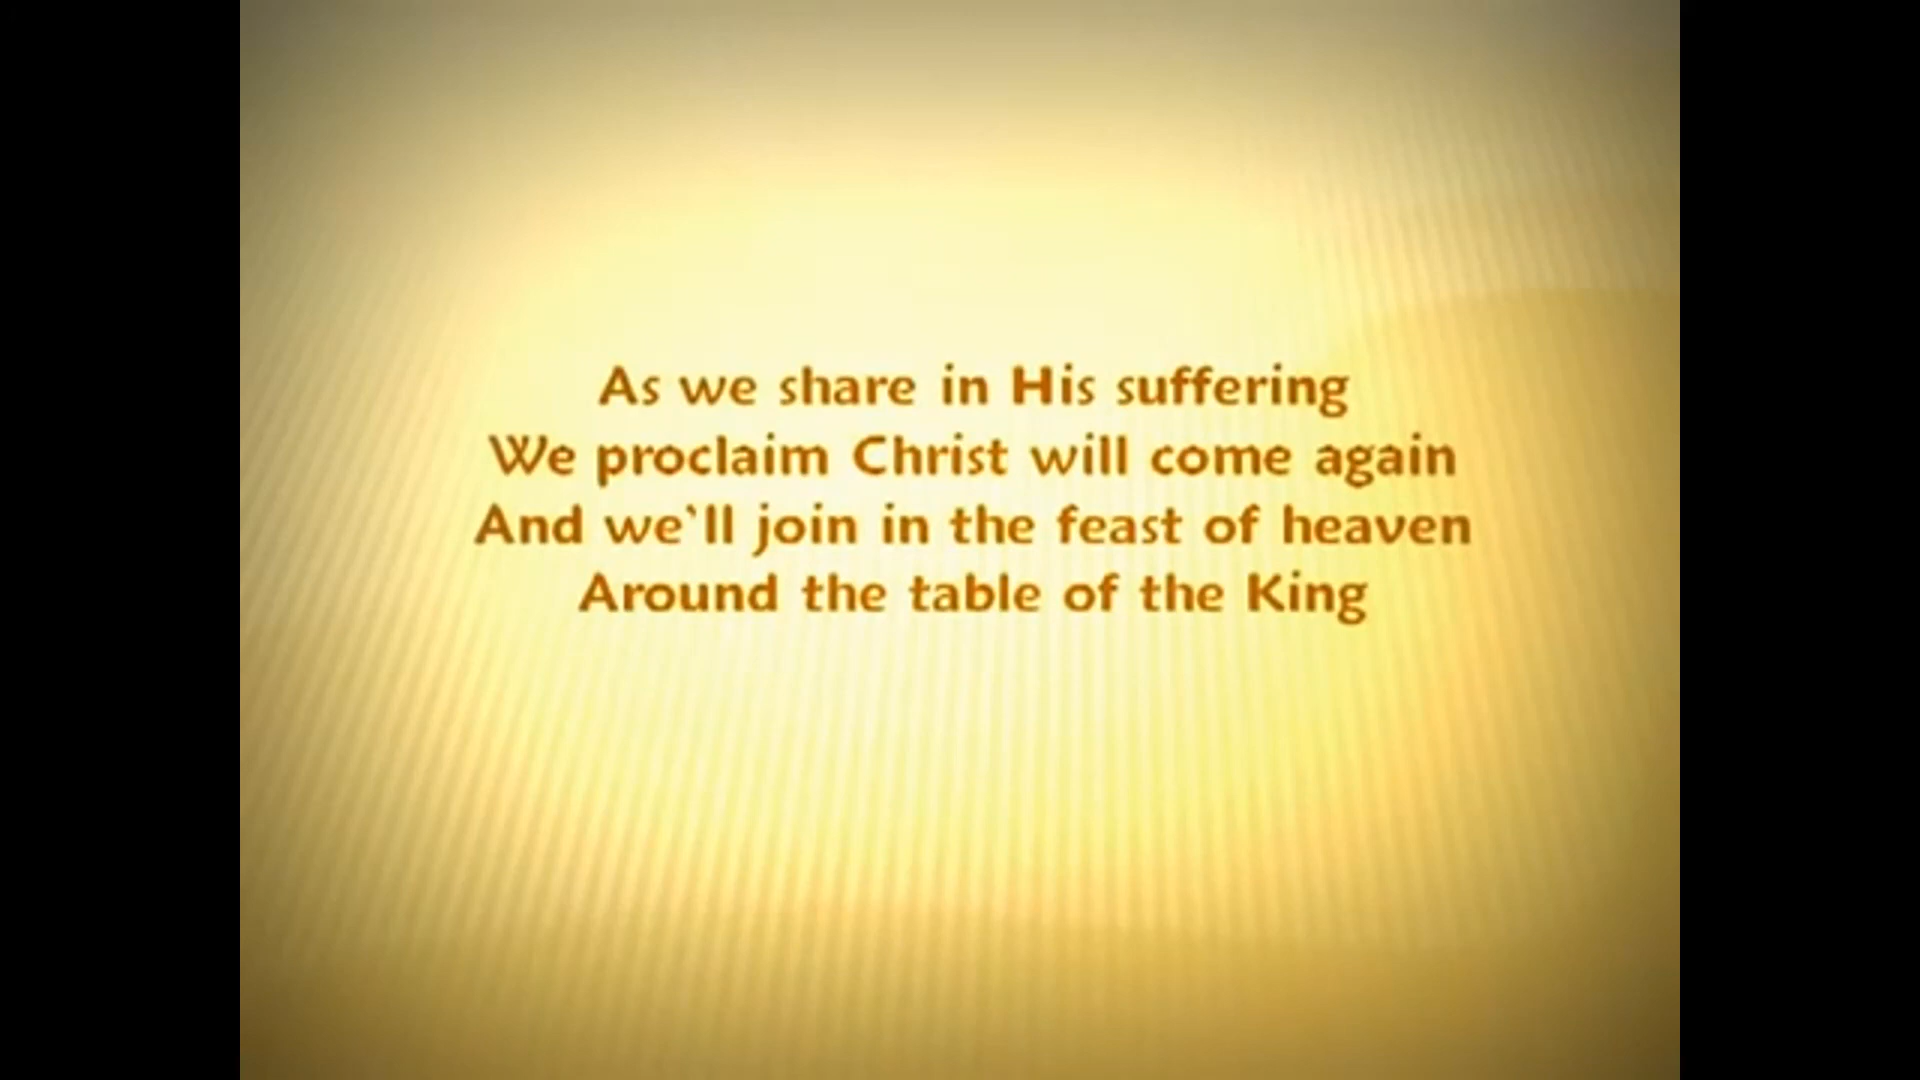 As we share in His suffering
We proclaim Christ will come again
And we`ll join in the feast of heaven
Around the table of the King